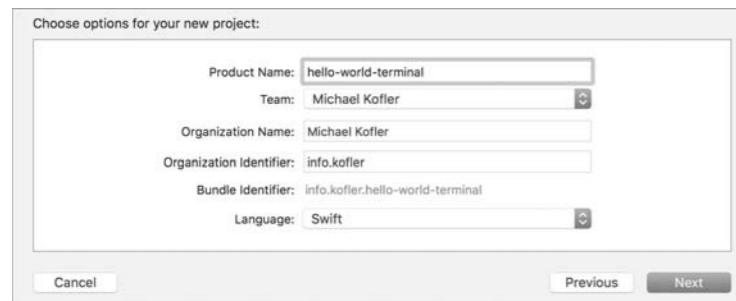 Choose options for your new project:
Product Name: hello-world-terminal
Team: Michael Kofler
Organization Name: Michael Kofler
Organization Identifier: info.kofler
Bundle Identifier: info.kofler.hello-world-terminal
Language: Swift
Cancel Previous Next